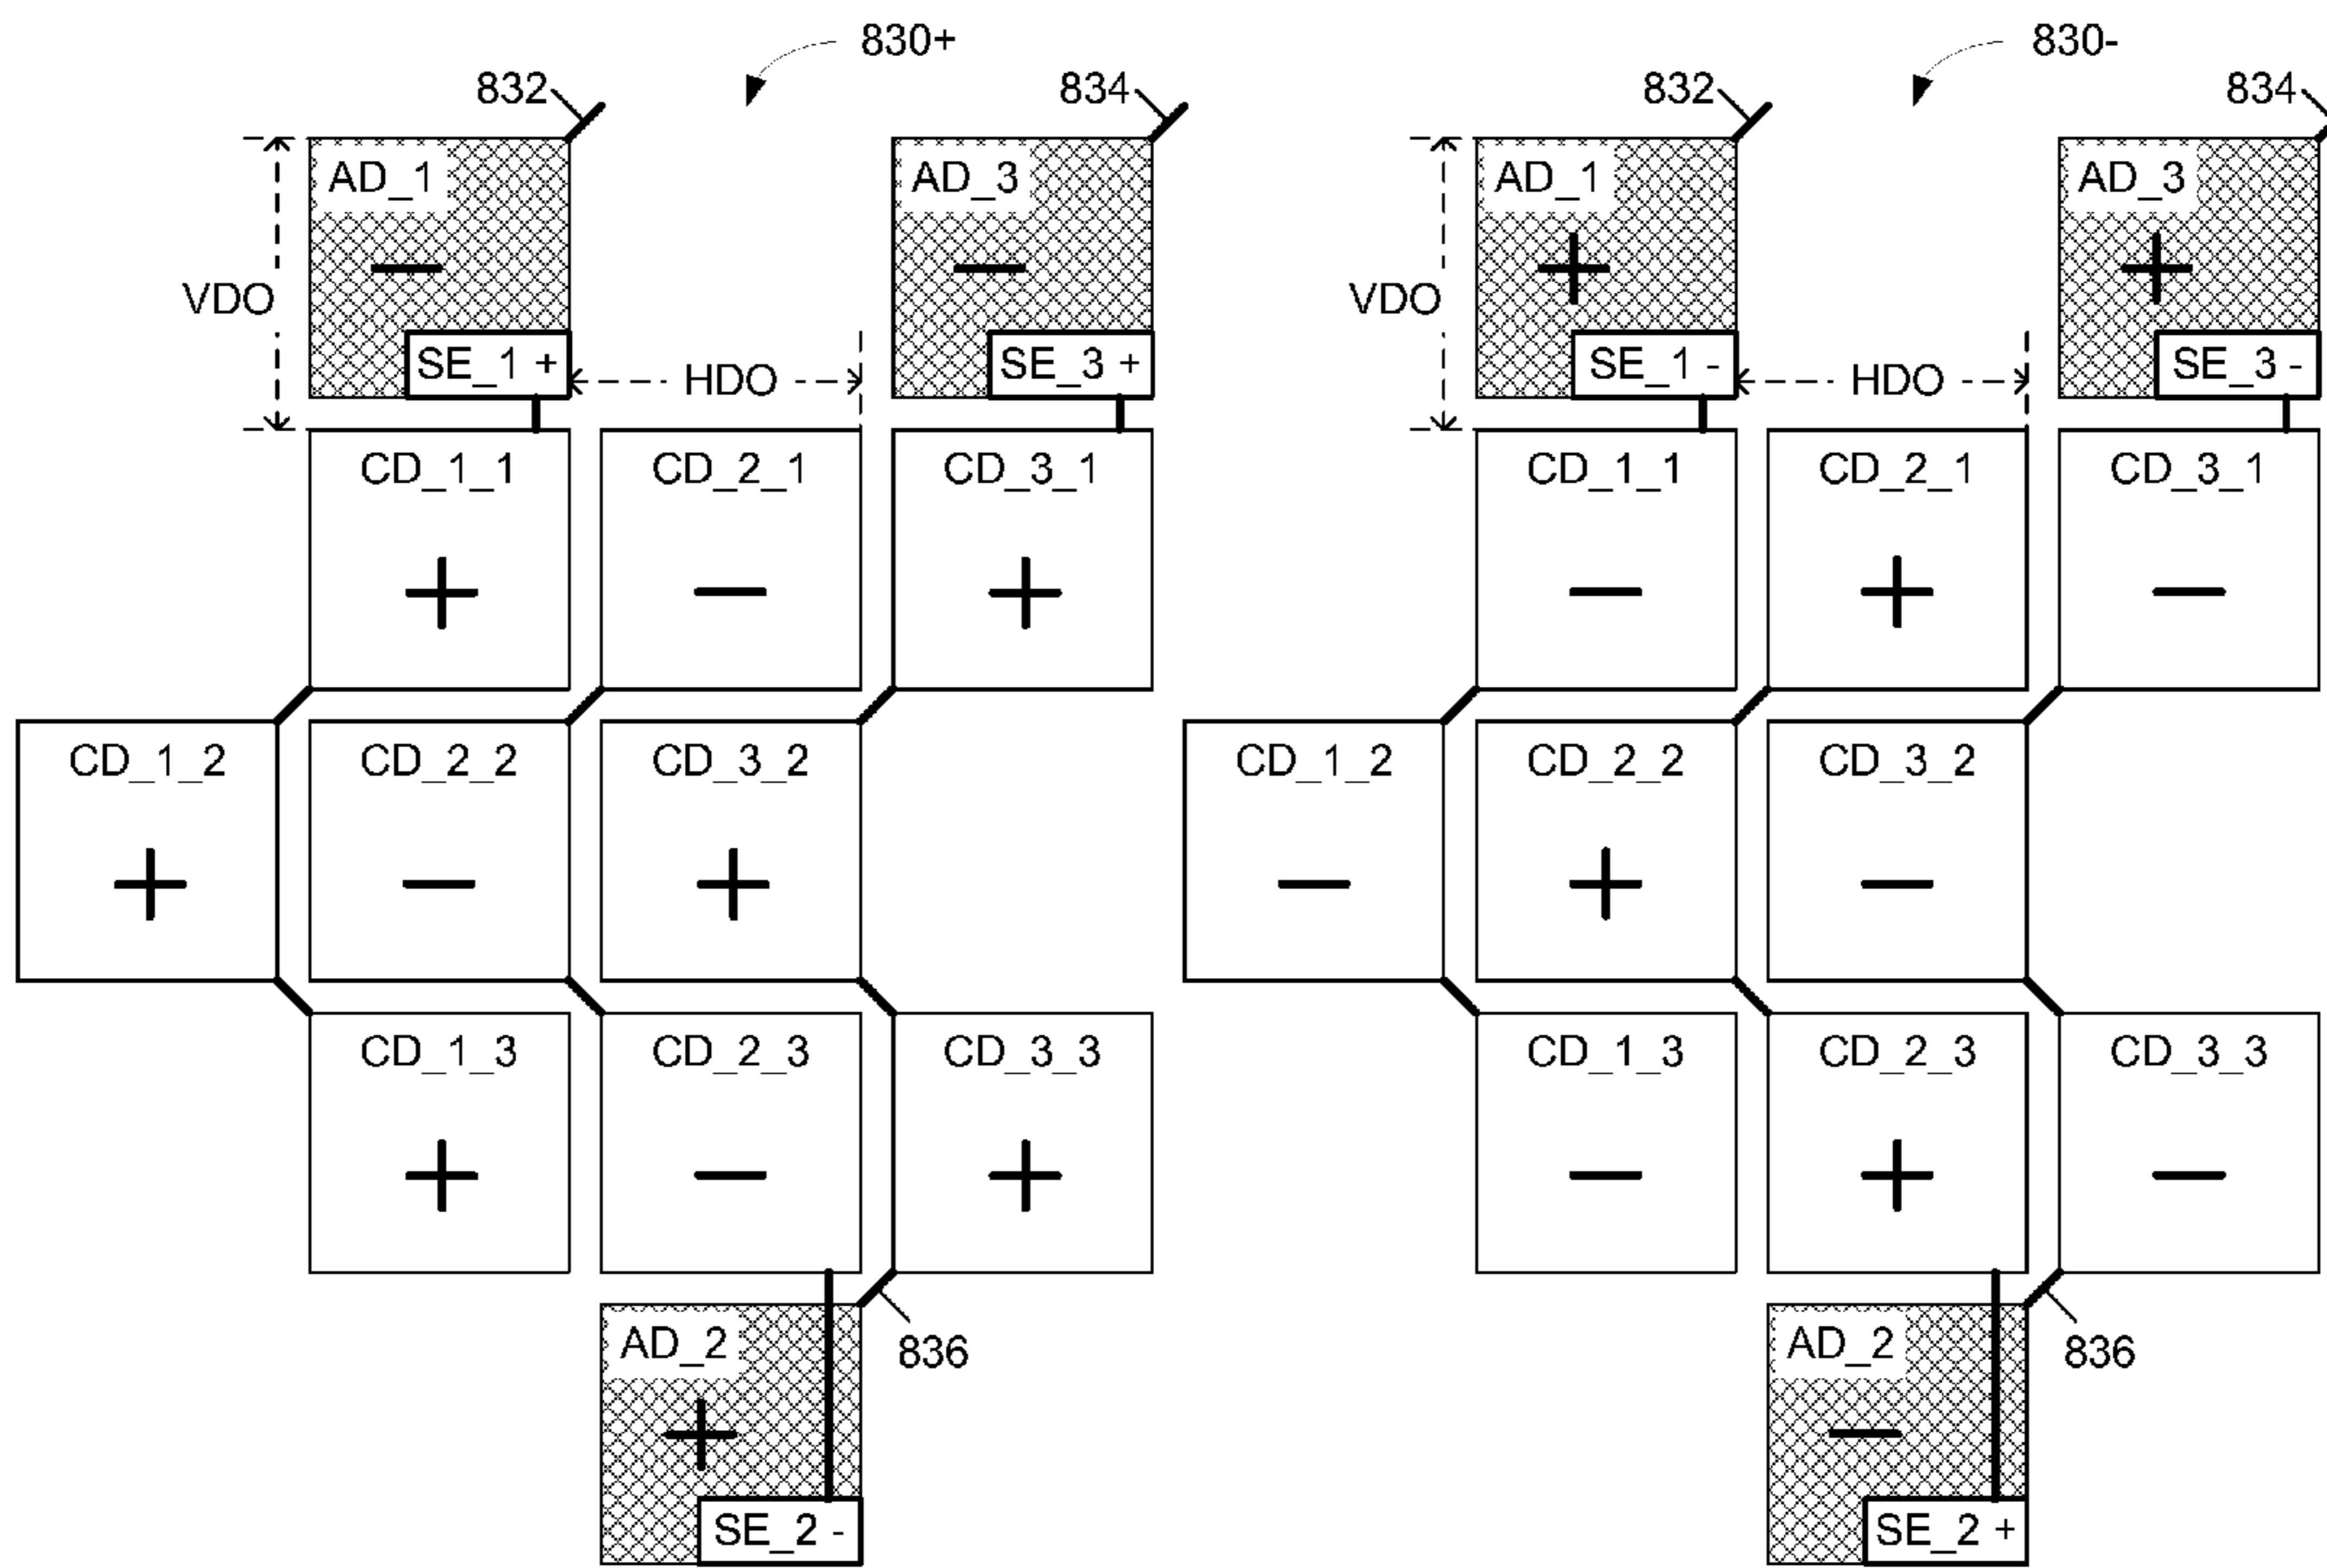 830+
830-
832
834
832
834
AD_1
AD_3
AD_1
AD_3
VDO
VDO
SE_1 +
HDO
SE_3 +
SE_1 -
HDO
SE_3 -
CD_1_1
CD_2_1
CD_3_1
CD_1_1
CD_2_1
CD_3_1
+
−
+
−
+
−
CD_1_2
CD_2_2
CD_3_2
CD_1_2
CD_2_2
CD_3_2
+
−
+
−
+
−
CD_1_3
CD_2_3
CD_3_3
CD_1_3
CD_2_3
CD_3_3
+
−
+
−
+
−
AD_2
836
AD_2
836
+
−
SE_2 -
SE_2 +